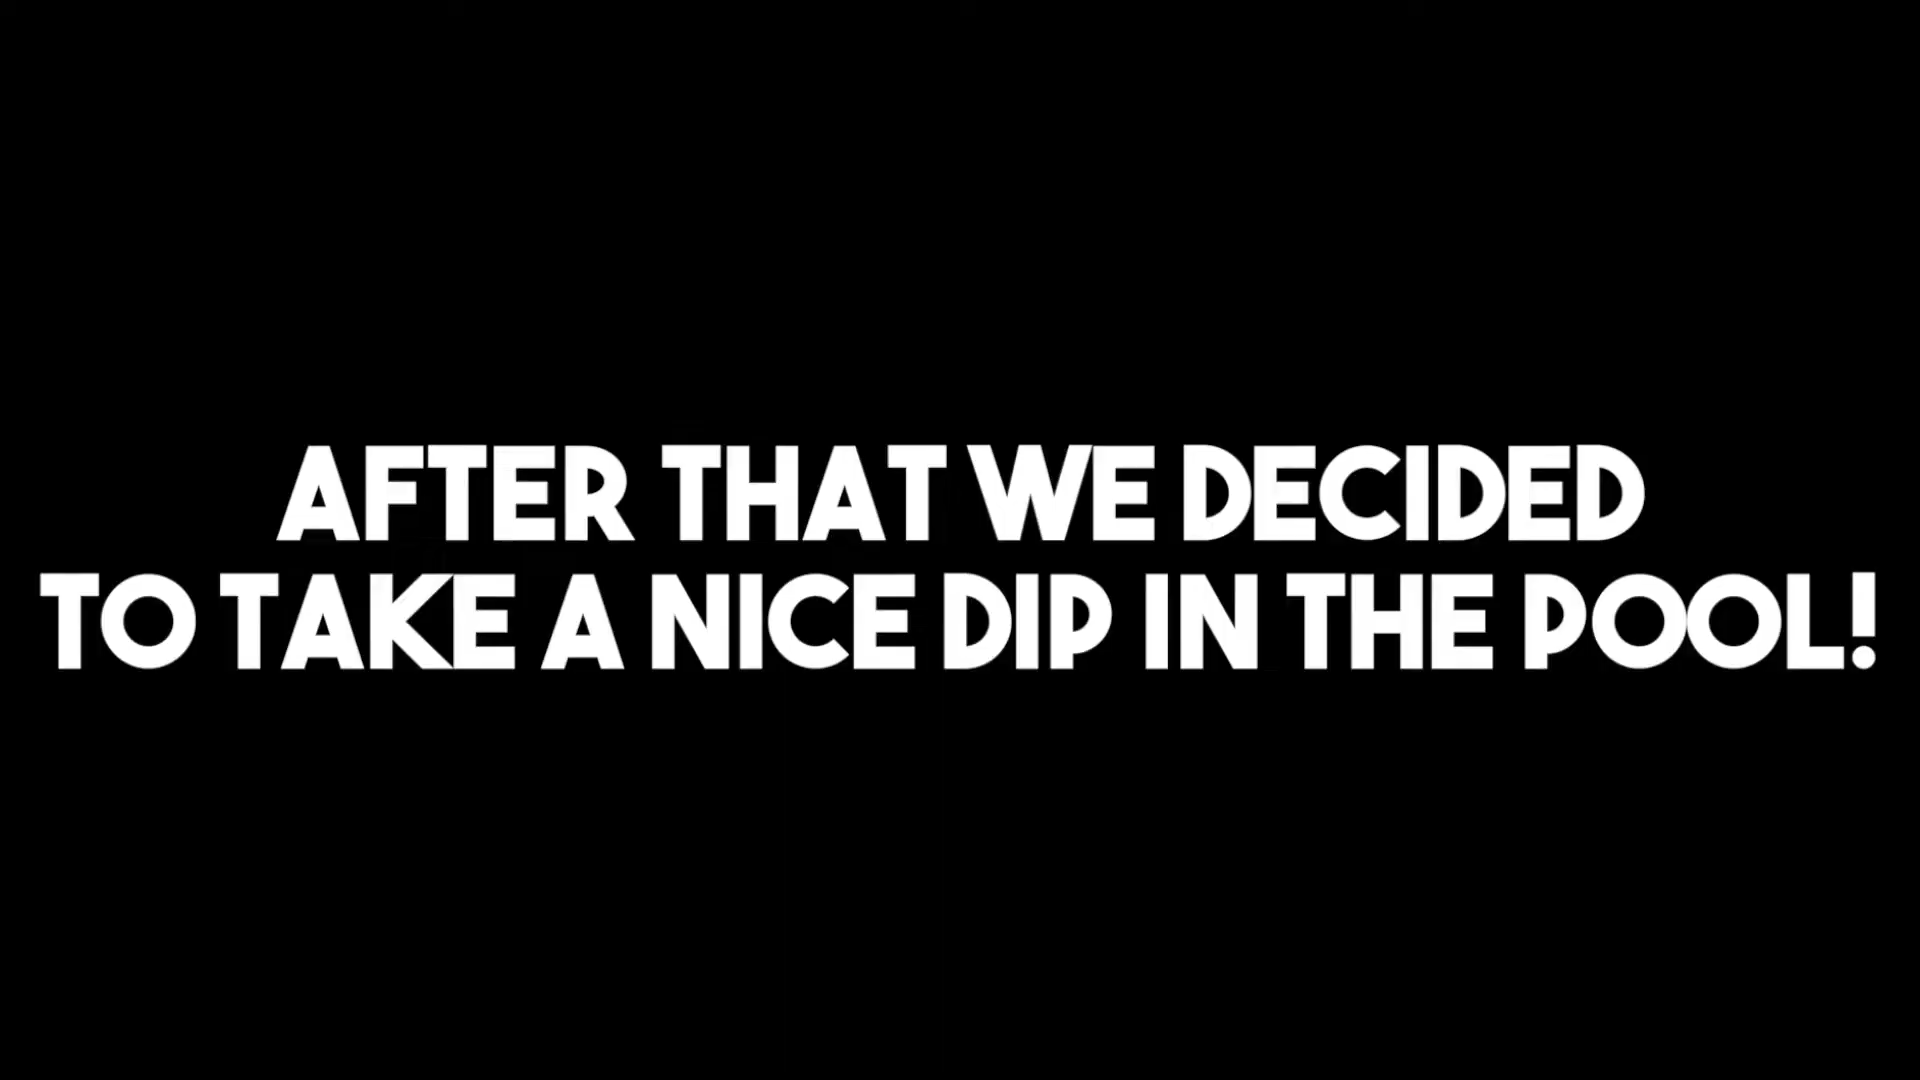 AFTER THAT WE DECIDED
TO TAKE A NICE DIP IN THE POOL!